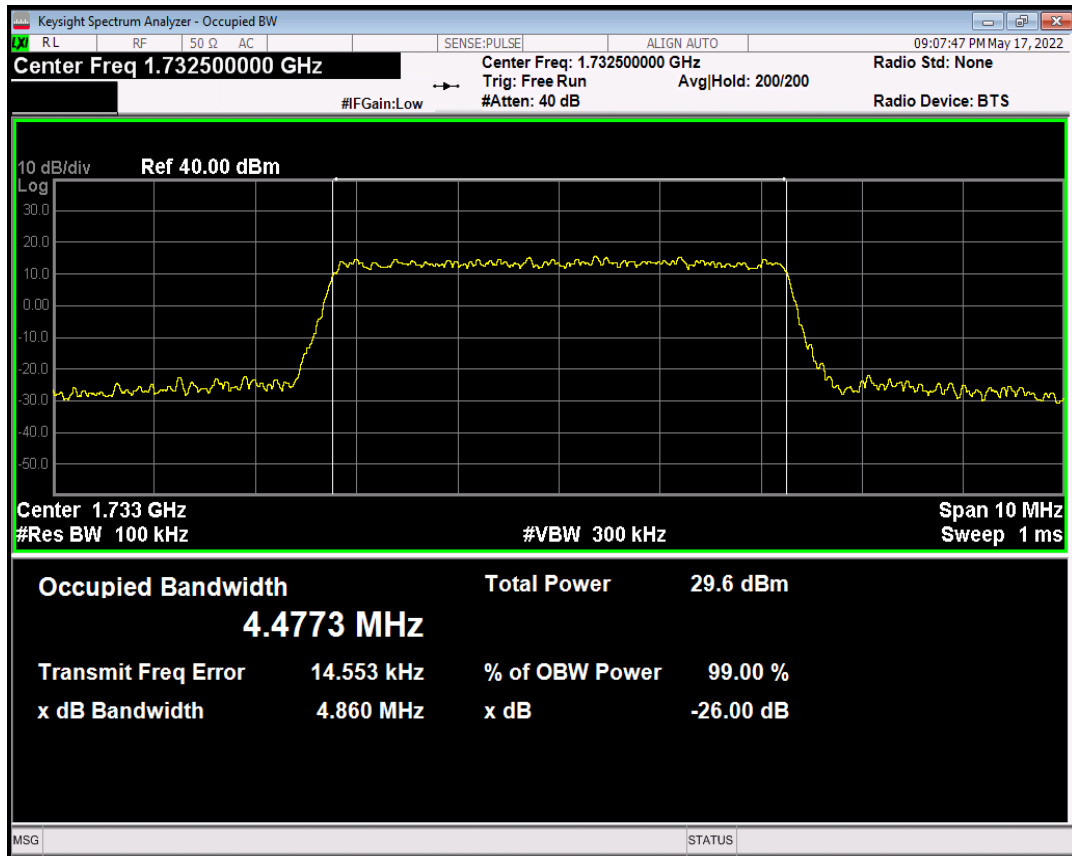 Keysight Spectrum Analyzer - Occupied BW
LXI RL RF 50 Ω AC SENSE:PULSE ALIGN AUTO 09:07:47 PM May 17, 2022
Center Freq 1.732500000 GHz Center Freq: 1.732500000 GHz Radio Std: None
Trig: Free Run Avg|Hold: 200/200
#IFGain:Low #Atten: 40 dB Radio Device: BTS
10 dB/div Ref 40.00 dBm
Log
30.0
20.0
10.0
0.00
-10.0
-20.0
-30.0
-40.0
-50.0
Center 1.733 GHz Span 10 MHz
#Res BW 100 kHz #VBW 300 kHz Sweep 1 ms
Occupied Bandwidth Total Power 29.6 dBm
4.4773 MHz
Transmit Freq Error 14.553 kHz % of OBW Power 99.00 %
x dB Bandwidth 4.860 MHz x dB -26.00 dB
MSG STATUS